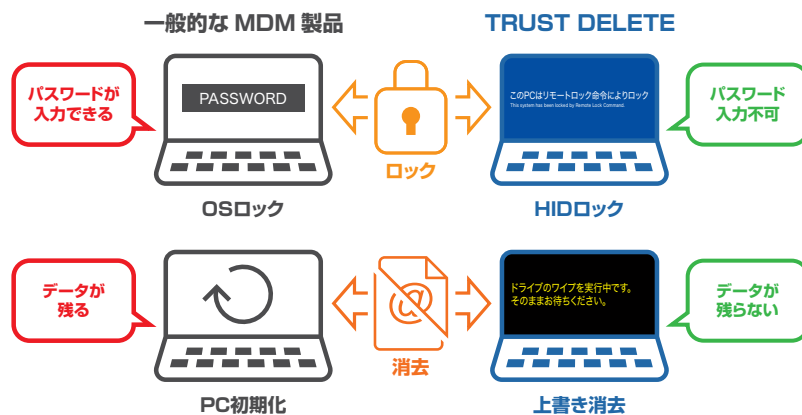 一般的な MDM 製品
TRUST DELETE
パスワードが
入力できる
PASSWORD
このPCはリモートロック命令によりロック
This system has been locked by Remote Lock Command.
パスワード
入力不可
ロック
OSロック
HIDロック
データが
残る
@
ドライブのワイプを実行中です。
そのままお待ちください。
データが
残らない
消去
PC初期化
上書き消去